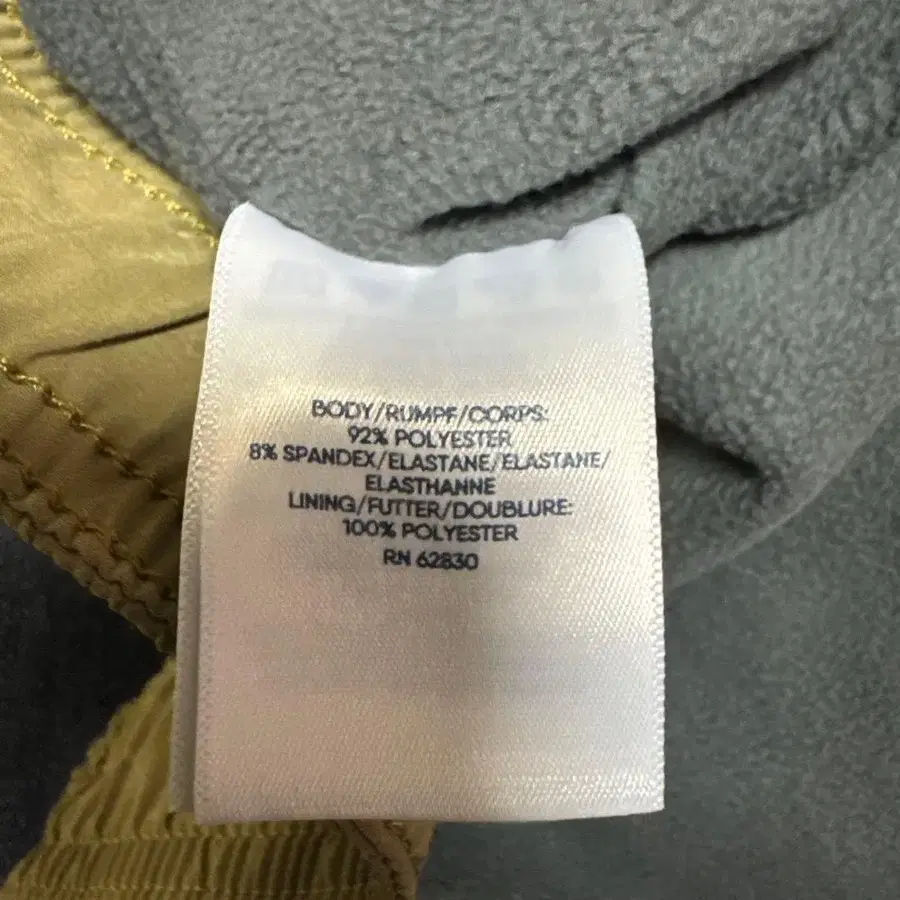 BODY/RUMPF/CORPS:
92% POLYESTER
8% SPANDEX/ELASTANE/ELASTANE/
ELASTHANNE
LINING/FUTTER/DOUBLURE:
100% POLYESTER
RN 62830